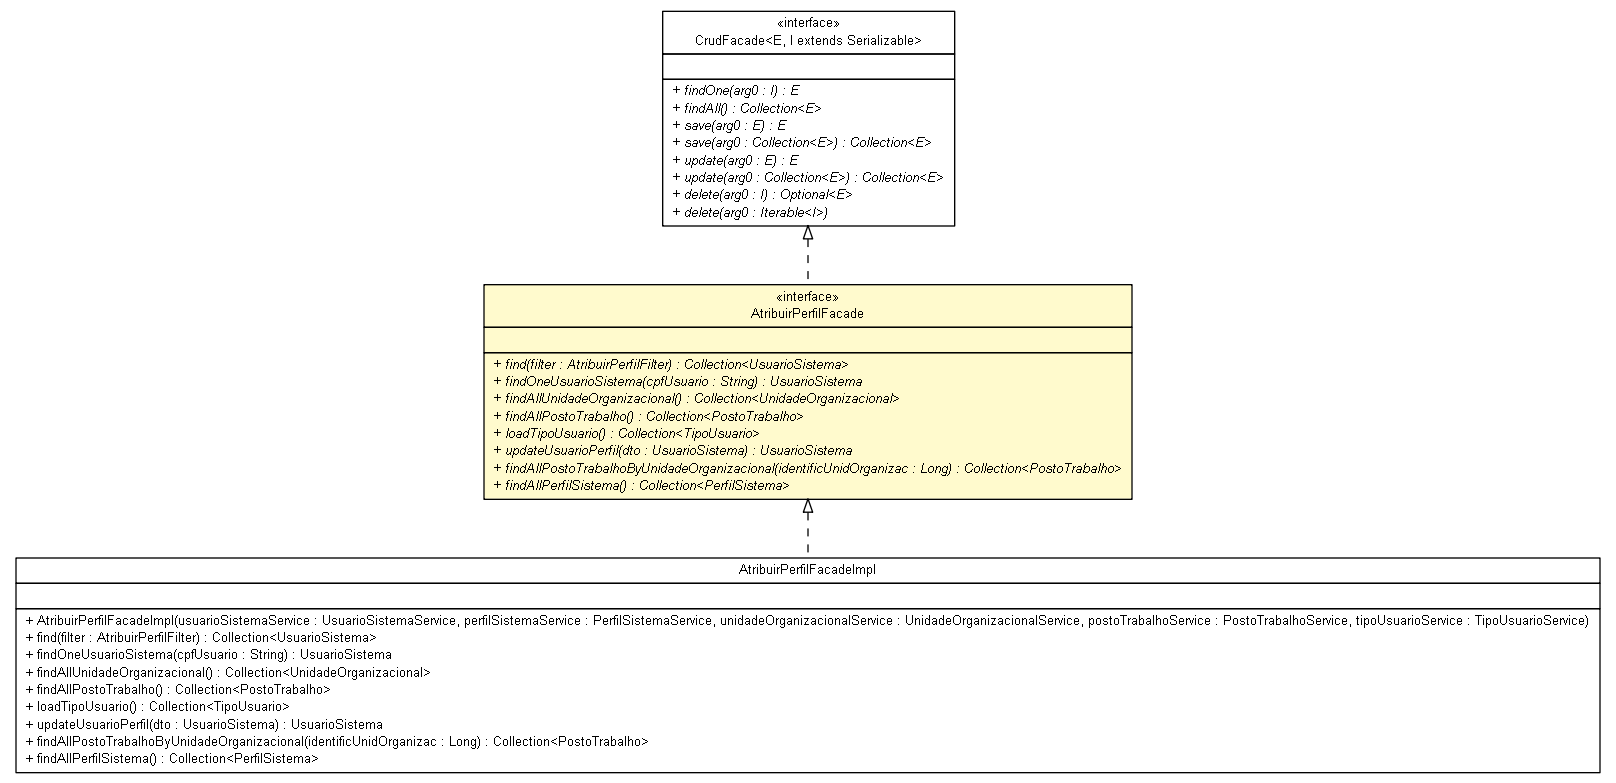 «interface»
CrudFacade<E, I extends Serializable>
+ findOne(arg0 : I) : E
+ findAll() : Collection<E>
+ save(arg0 : E) : E
+ save(arg0 : Collection<E>) : Collection<E>
+ update(arg0 : E) : E
+ update(arg0 : Collection<E>) : Collection<E>
+ delete(arg0 : I) : Optional<E>
+ delete(arg0 : Iterable<I>)
«interface»
AtribuirPerfilFacade
+ find(filter : AtribuirPerfilFilter) : Collection<UsuarioSistema>
+ findOneUsuarioSistema(cpfUsuario : String) : UsuarioSistema
+ findAllUnidadeOrganizacional() : Collection<UnidadeOrganizacional>
+ findAllPostoTrabalho() : Collection<PostoTrabalho>
+ loadTipoUsuario() : Collection<TipoUsuario>
+ updateUsuarioPerfil(dto : UsuarioSistema) : UsuarioSistema
+ findAllPostoTrabalhoByUnidadeOrganizacional(identificUnidOrganizac : Long) : Collection<PostoTrabalho>
+ findAllPerfilSistema() : Collection<PerfilSistema>
AtribuirPerfilFacadeImpl
+ AtribuirPerfilFacadeImpl(usuarioSistemaService : UsuarioSistemaService, perfilSistemaService : PerfilSistemaService, unidadeOrganizacionalService : UnidadeOrganizacionalService, postoTrabalhoService : PostoTrabalhoService, tipoUsuarioService : TipoUsuarioService)
+ find(filter : AtribuirPerfilFilter) : Collection<UsuarioSistema>
+ findOneUsuarioSistema(cpfUsuario : String) : UsuarioSistema
+ findAllUnidadeOrganizacional() : Collection<UnidadeOrganizacional>
+ findAllPostoTrabalho() : Collection<PostoTrabalho>
+ loadTipoUsuario() : Collection<TipoUsuario>
+ updateUsuarioPerfil(dto : UsuarioSistema) : UsuarioSistema
+ findAllPostoTrabalhoByUnidadeOrganizacional(identificUnidOrganizac : Long) : Collection<PostoTrabalho>
+ findAllPerfilSistema() : Collection<PerfilSistema>